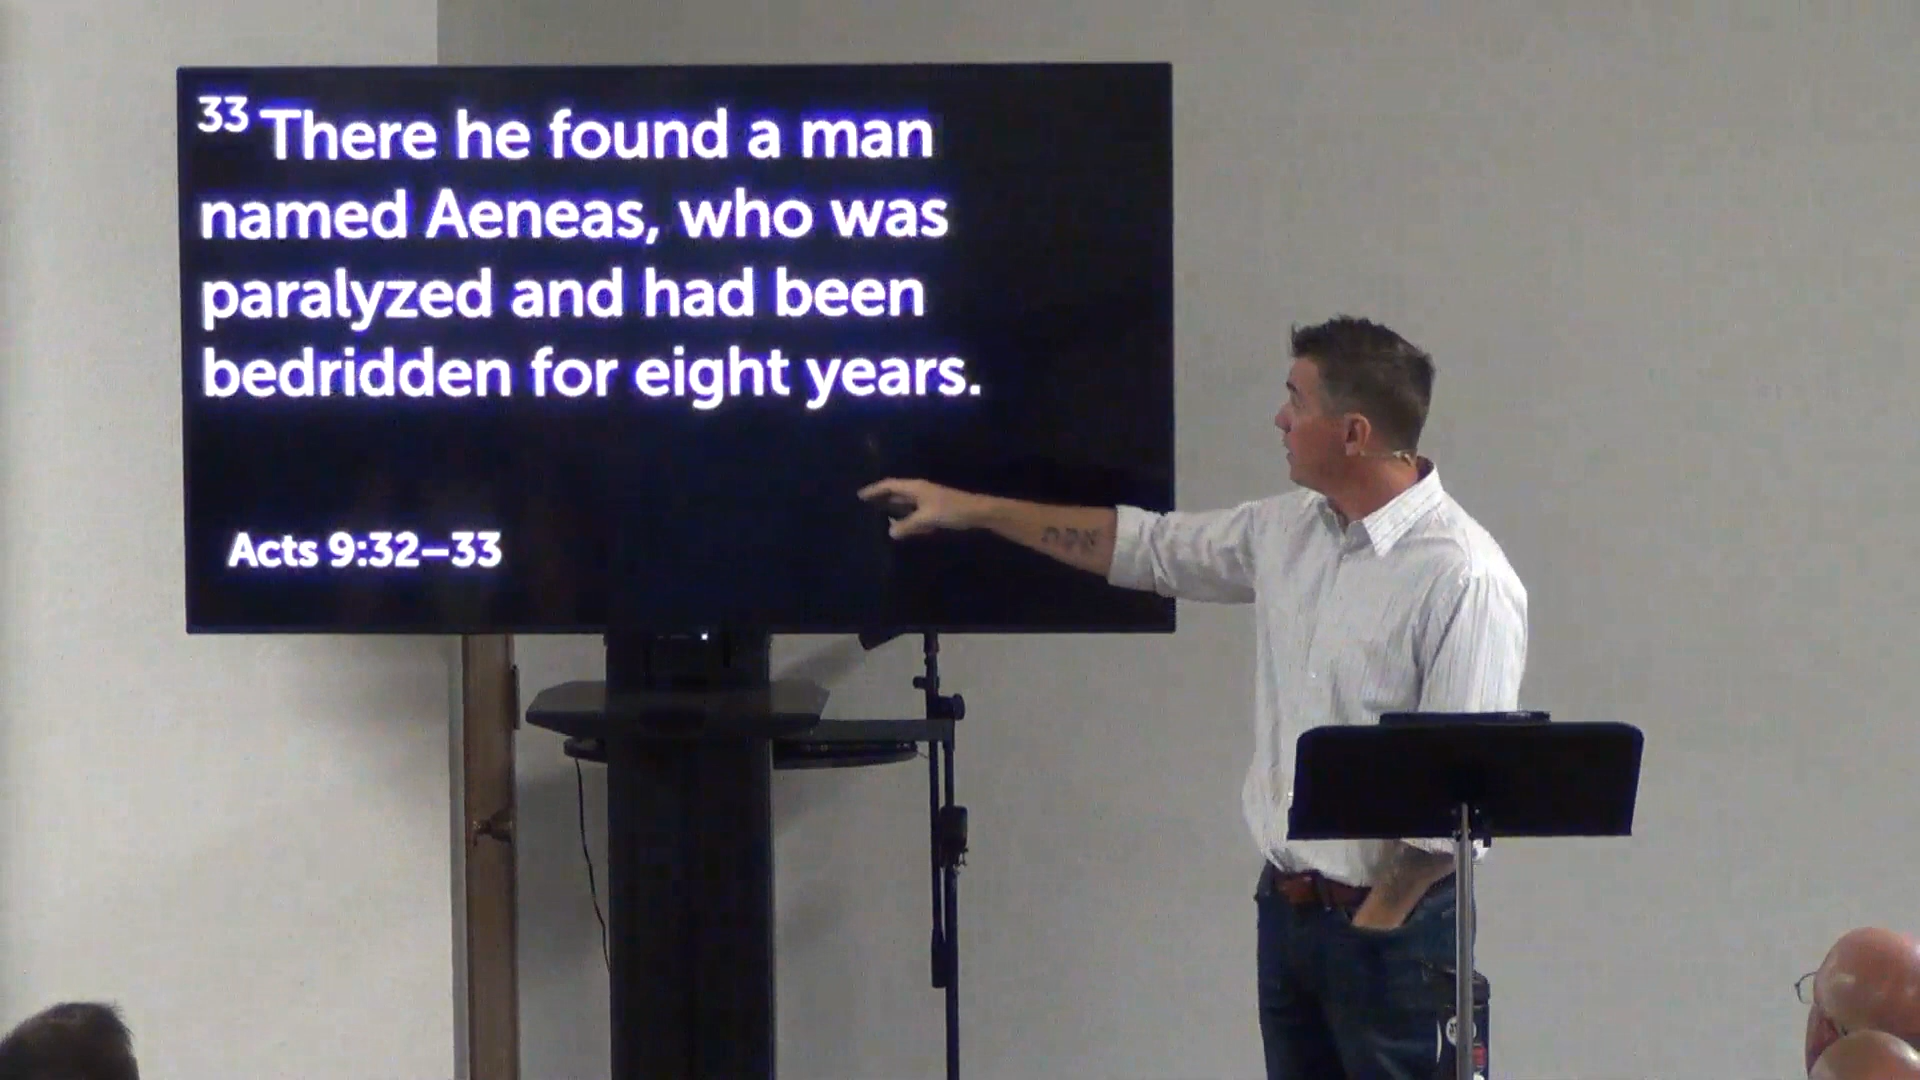 33 There he found a man
named Aeneas, who was
paralyzed and had been
bedridden for eight years.
Acts 9:32–33